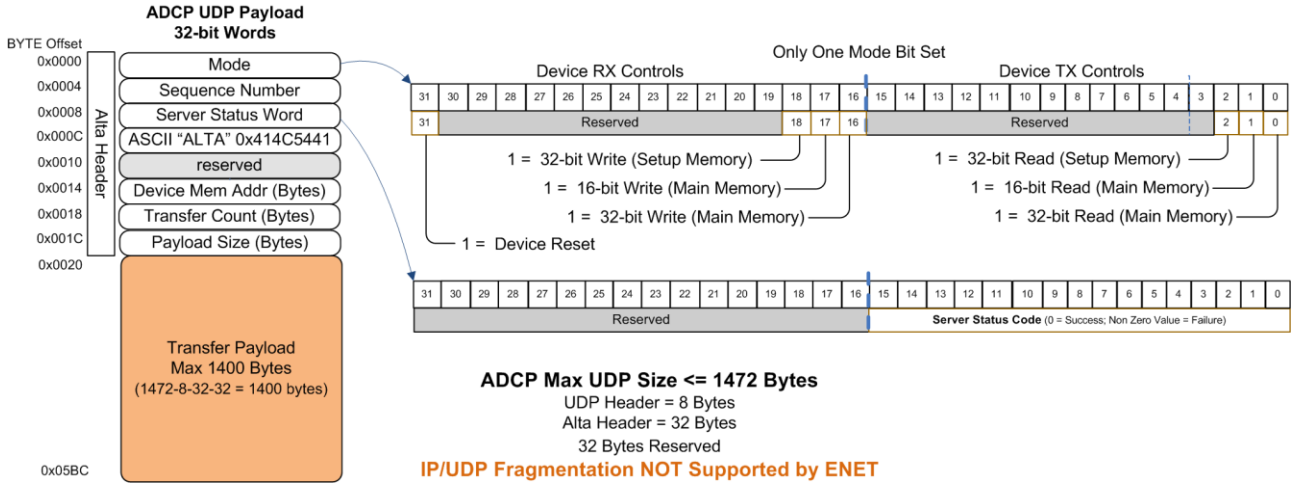 ADCP UDP Payload
32-bit Words
BYTE Offset
0x0000
0x0004
0x0008
0x000C
0x0010
0x0014
0x0018
0x001C
0x0020
0x05BC
Alta Header
Mode
Sequence Number
Server Status Word
ASCII “ALTA” 0x414C5441
reserved
Device Mem Addr (Bytes)
Transfer Count (Bytes)
Payload Size (Bytes)
Transfer Payload
Max 1400 Bytes
(1472-8-32-32 = 1400 bytes)
Only One Mode Bit Set
Device RX Controls
Device TX Controls
31 30 29 28 27 26 25 24 23 22 21 20 19 18 17 16 15 14 13 12 11 10 9 8 7 6 5 4 3 2 1 0
31 Reserved 18 17 16 Reserved 2 1 0
1 = 32-bit Write (Setup Memory)
1 = 16-bit Write (Main Memory)
1 = 32-bit Write (Main Memory)
1 = Device Reset
1 = 32-bit Read (Setup Memory)
1 = 16-bit Read (Main Memory)
1 = 32-bit Read (Main Memory)
31 30 29 28 27 26 25 24 23 22 21 20 19 18 17 16 15 14 13 12 11 10 9 8 7 6 5 4 3 2 1 0
Reserved
Server Status Code (0 = Success; Non Zero Value = Failure)
ADCP Max UDP Size <= 1472 Bytes
UDP Header = 8 Bytes
Alta Header = 32 Bytes
32 Bytes Reserved
IP/UDP Fragmentation NOT Supported by ENET